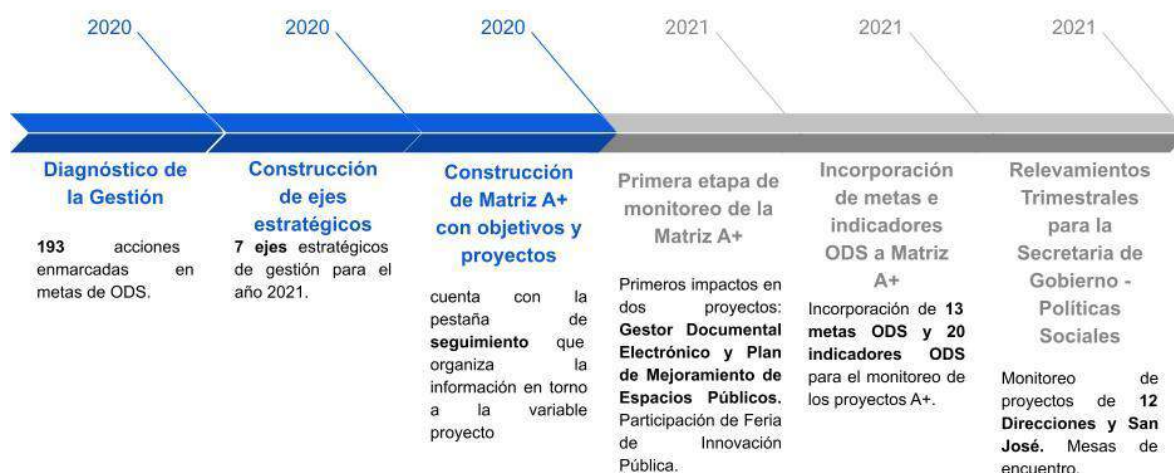 2020
2020
2020
2021
2021
2021
Diagnóstico de
la Gestión
193 acciones
enmarcadas en
metas de ODS.
Construcción
de ejes
estratégicos
7 ejes estratégicos
de gestión para el
año 2021.
Construcción
de Matriz A+
con objetivos y
proyectos
cuenta con la
pestaña de
seguimiento que
organiza la
información en torno
a la variable
proyecto
Primera etapa de
monitoreo de la
Matriz A+
Primeros impactos en
dos proyectos:
Gestor Documental
Electrónico y Plan
de Mejoramiento de
Espacios Públicos.
Participación de Feria
de Innovación
Pública.
Incorporación
de metas e
indicadores
ODS a Matriz
A+
Incorporación de 13
metas ODS y 20
indicadores ODS
para el monitoreo de
los proyectos A+.
Relevamientos
Trimestrales
para la
Secretaria de
Gobierno -
Políticas
Sociales
Monitoreo de
proyectos de 12
Direcciones y San
José. Mesas de
encuentro.